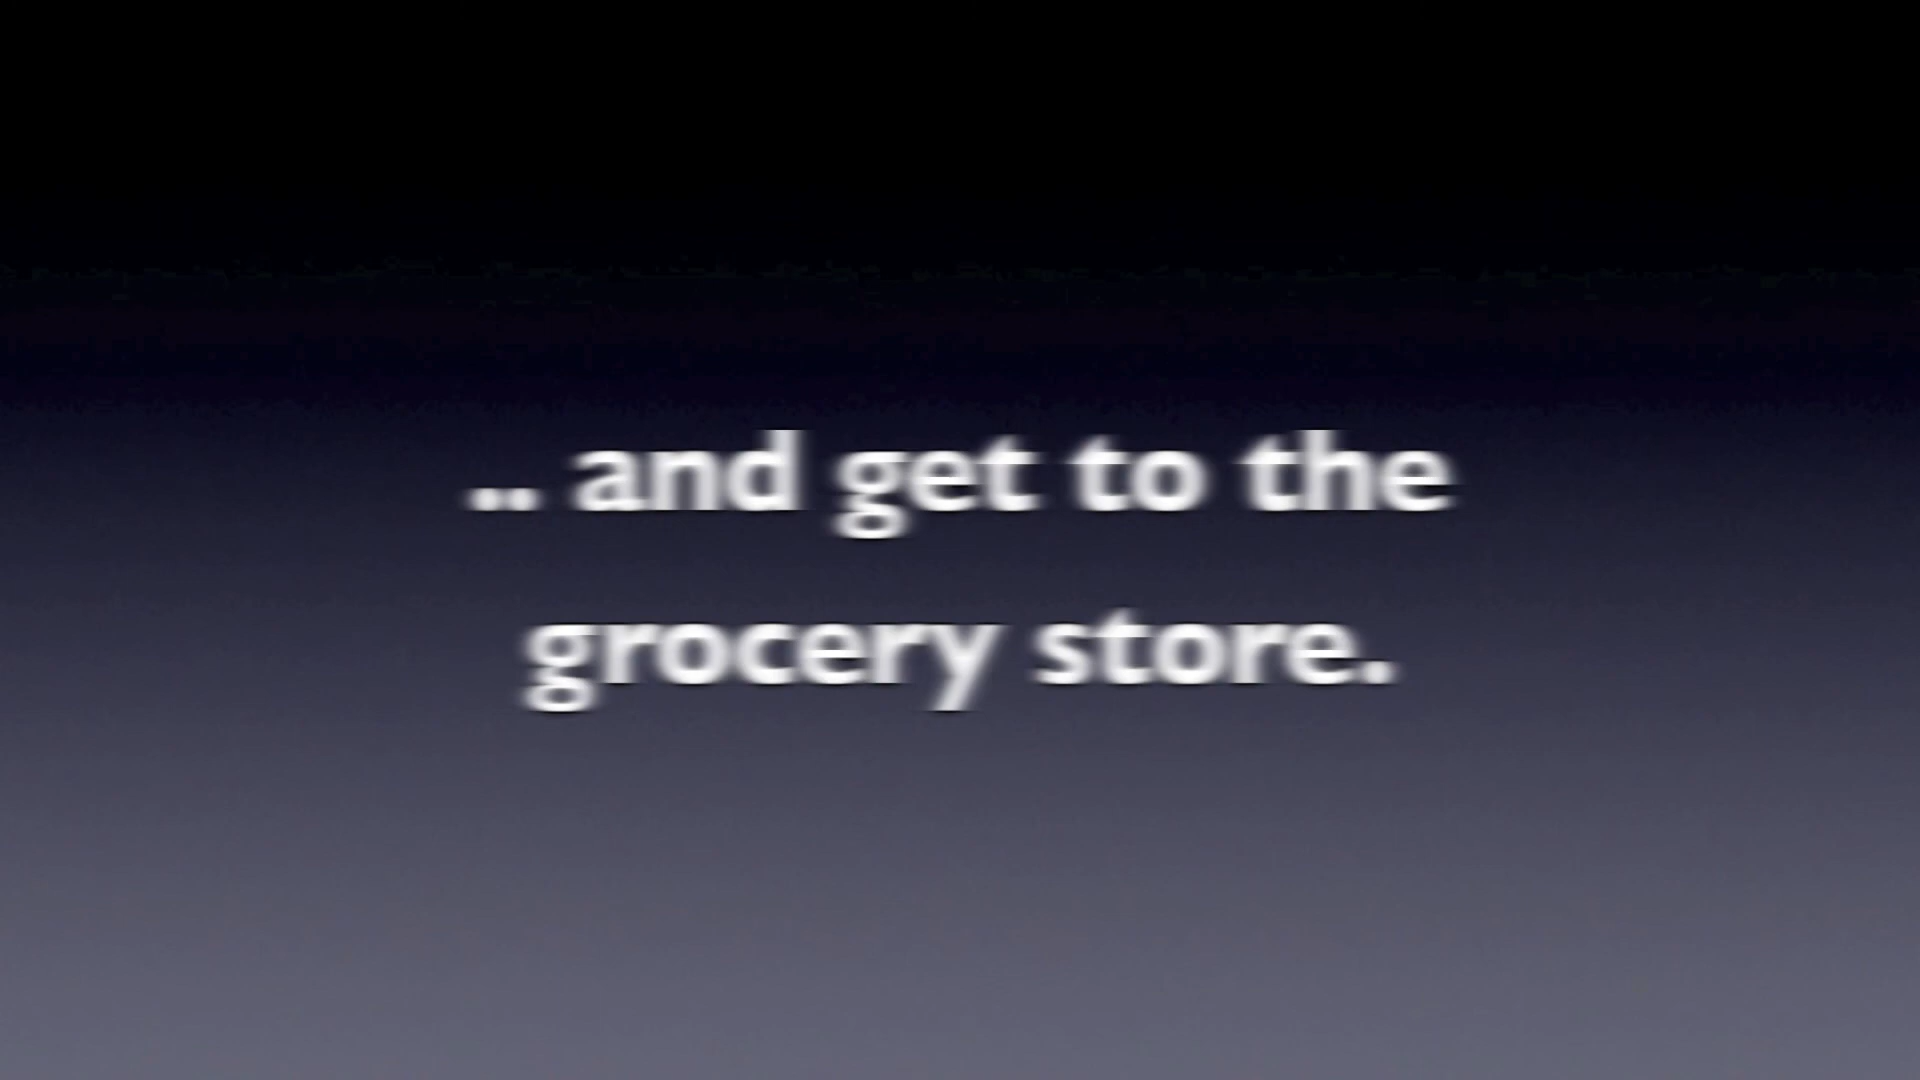 .. and get to the
grocery store.